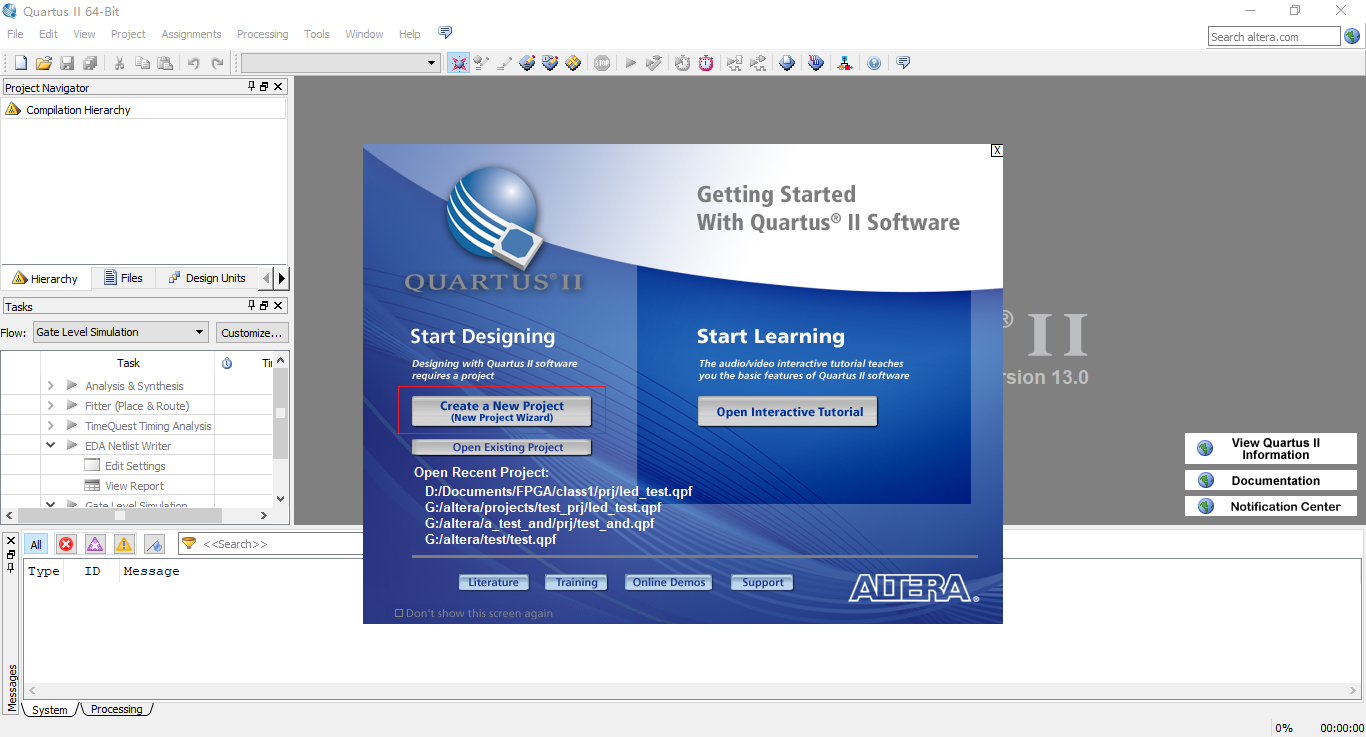 Quartus II 64-Bit
File Edit View Project Assignments Processing Tools Window Help
Search altera.com
STOP
Project Navigator
Compilation Hierarchy
Hierarchy Files Design Units
Tasks
Flow: Gate Level Simulation Customize...
Task
Analysis & Synthesis
Fitter (Place & Route)
TimeQuest Timing Analysis
EDA Netlist Writer
Edit Settings
View Report
Gate Level Simulation
X
Getting Started
With Quartus® II Software
QUARTUS® II
Start Designing
Designing with Quartus II software
requires a project
Create a New Project
(New Project Wizard)
Open Existing Project
Open Recent Project:
D:/Documents/FPGA/class1/prj/led_test.qpf
G:/altera/projects/test_prj/led_test.qpf
G:/altera/a_test_and/prj/test_and.qpf
G:/altera/test/test.qpf
Start Learning
The audio/video interactive tutorial teaches
you the basic features of Quartus II software
Open Interactive Tutorial
Literature Training Online Demos Support
ALTERA®
Don't show this screen again
® II
rsion 13.0
View Quartus II
Information
Documentation
Notification Center
All <<Search>>
Type ID Message
Messages
System Processing
0% 00:00:00